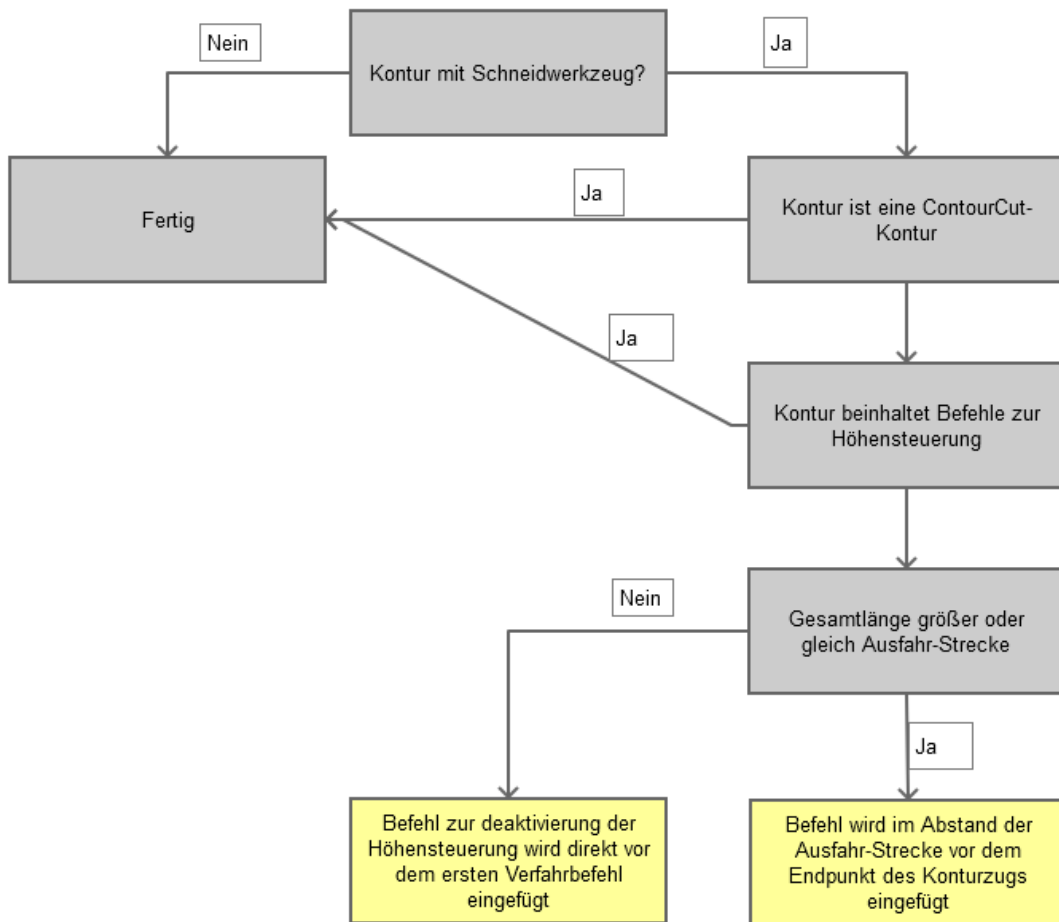 Nein
Kontur mit Schneidwerkzeug?
Ja
Fertig
Ja
Kontur ist eine ContourCut-
Kontur
Ja
Kontur beinhaltet Befehle zur
Höhensteuerung
Nein
Gesamtlänge größer oder
gleich Ausfahr-Strecke
Ja
Befehl zur deaktivierung der
Höhensteuerung wird direkt vor
dem ersten Verfahrbefehl
eingefügt
Befehl wird im Abstand der
Ausfahr-Strecke vor dem
Endpunkt des Konturzugs
eingefügt